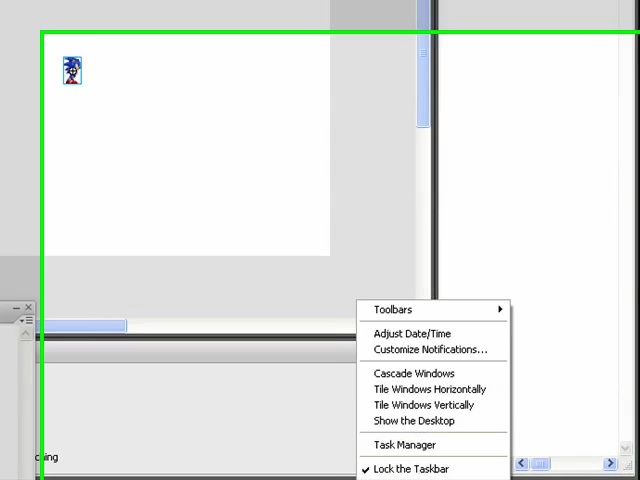 Toolbars
Adjust Date/Time
Customize Notifications...
Cascade Windows
Tile Windows Horizontally
Tile Windows Vertically
Show the Desktop
Task Manager
Lock the Taskbar